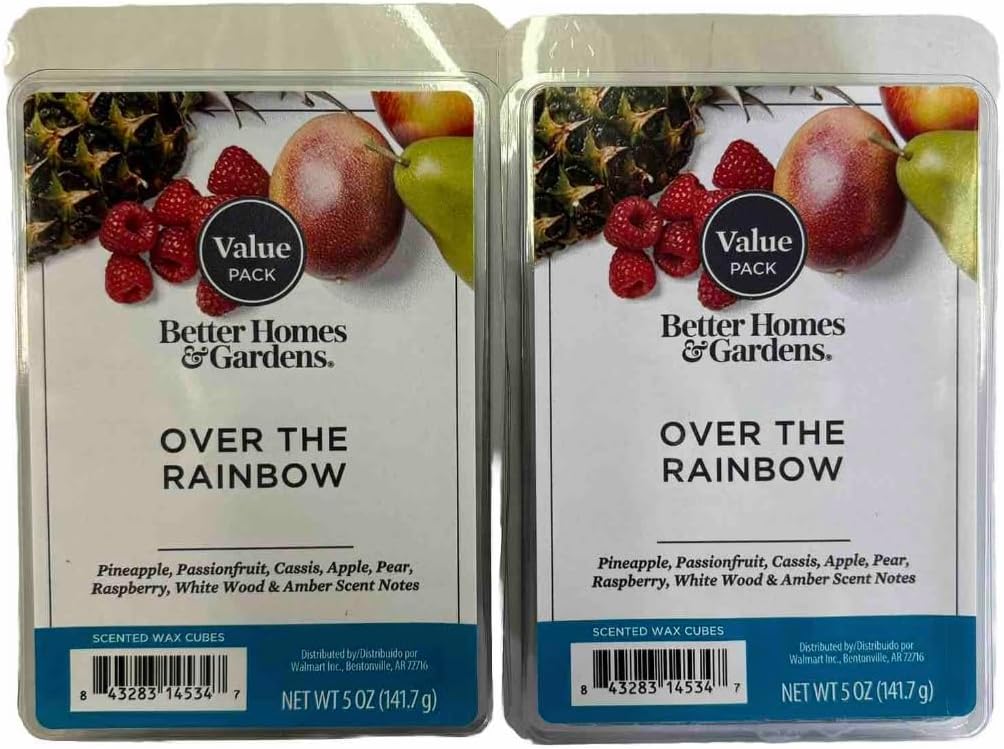 Value
PACK
Better Homes
& Gardens®
OVER THE
RAINBOW
Pineapple, Passionfruit, Cassis, Apple, Pear,
Raspberry, White Wood & Amber Scent Notes
SCENTED WAX CUBES
Distributed by/Distribuido por
Walmart Inc., Bentonville, AR 72716
8 43283 14534 7
NET WT 5 OZ (141.7 g)
Value
PACK
Better Homes
& Gardens®
OVER THE
RAINBOW
Pineapple, Passionfruit, Cassis, Apple, Pear,
Raspberry, White Wood & Amber Scent Notes
SCENTED WAX CUBES
Distributed by/Distribuido por
Walmart Inc., Bentonville, AR 72716
8 43283 14534 7
NET WT 5 OZ (141.7 g)